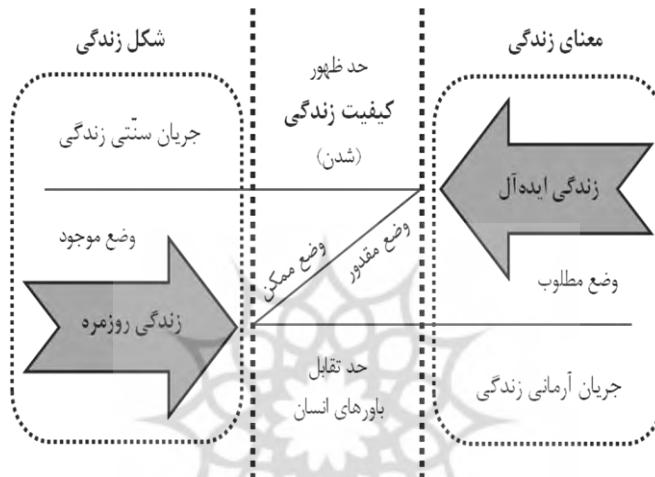 معنای زندگی
زندگی ایده‌آل
وضع مطلوب
جریان آرمانی زندگی
حد ظهور
کیفیت زندگی
(شدن)
وضع ممکن
وضع مقدور
حد تقابل
باورهای انسان
شکل زندگی
جریان سنّتی زندگی
وضع موجود
زندگی روزمره